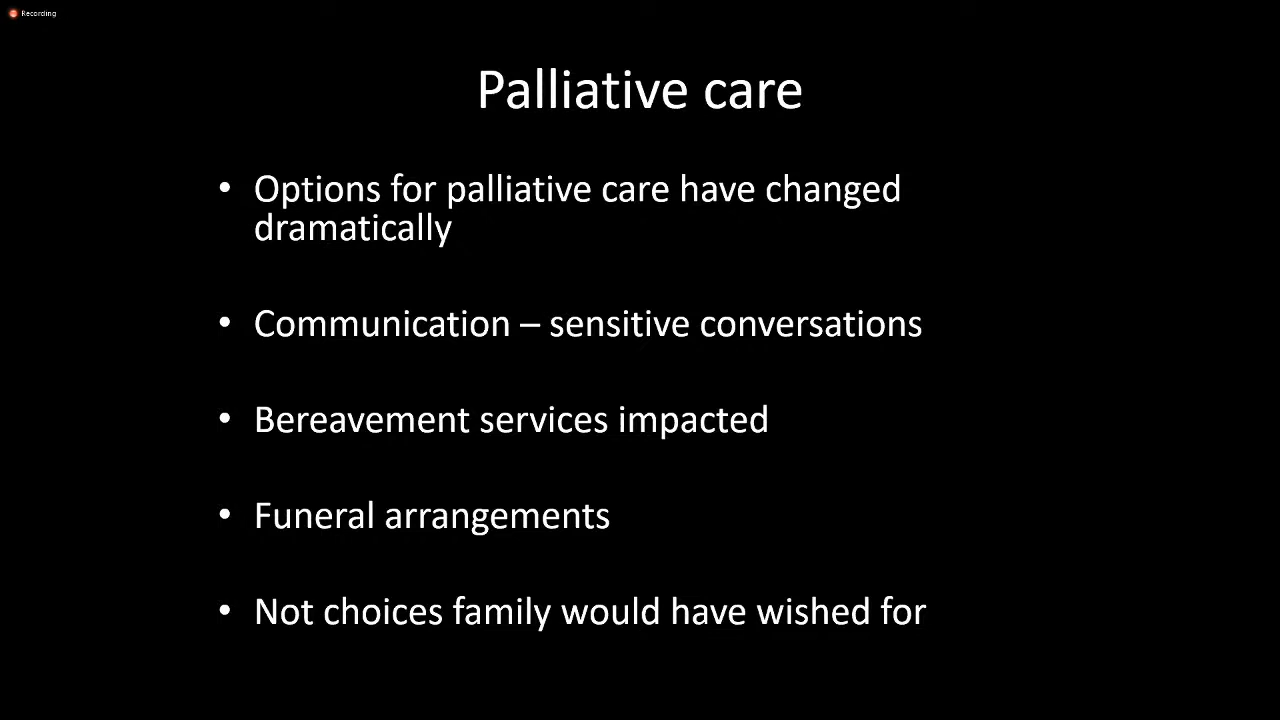 Recording
Palliative care
• Options for palliative care have changed
dramatically
• Communication – sensitive conversations
• Bereavement services impacted
• Funeral arrangements
• Not choices family would have wished for